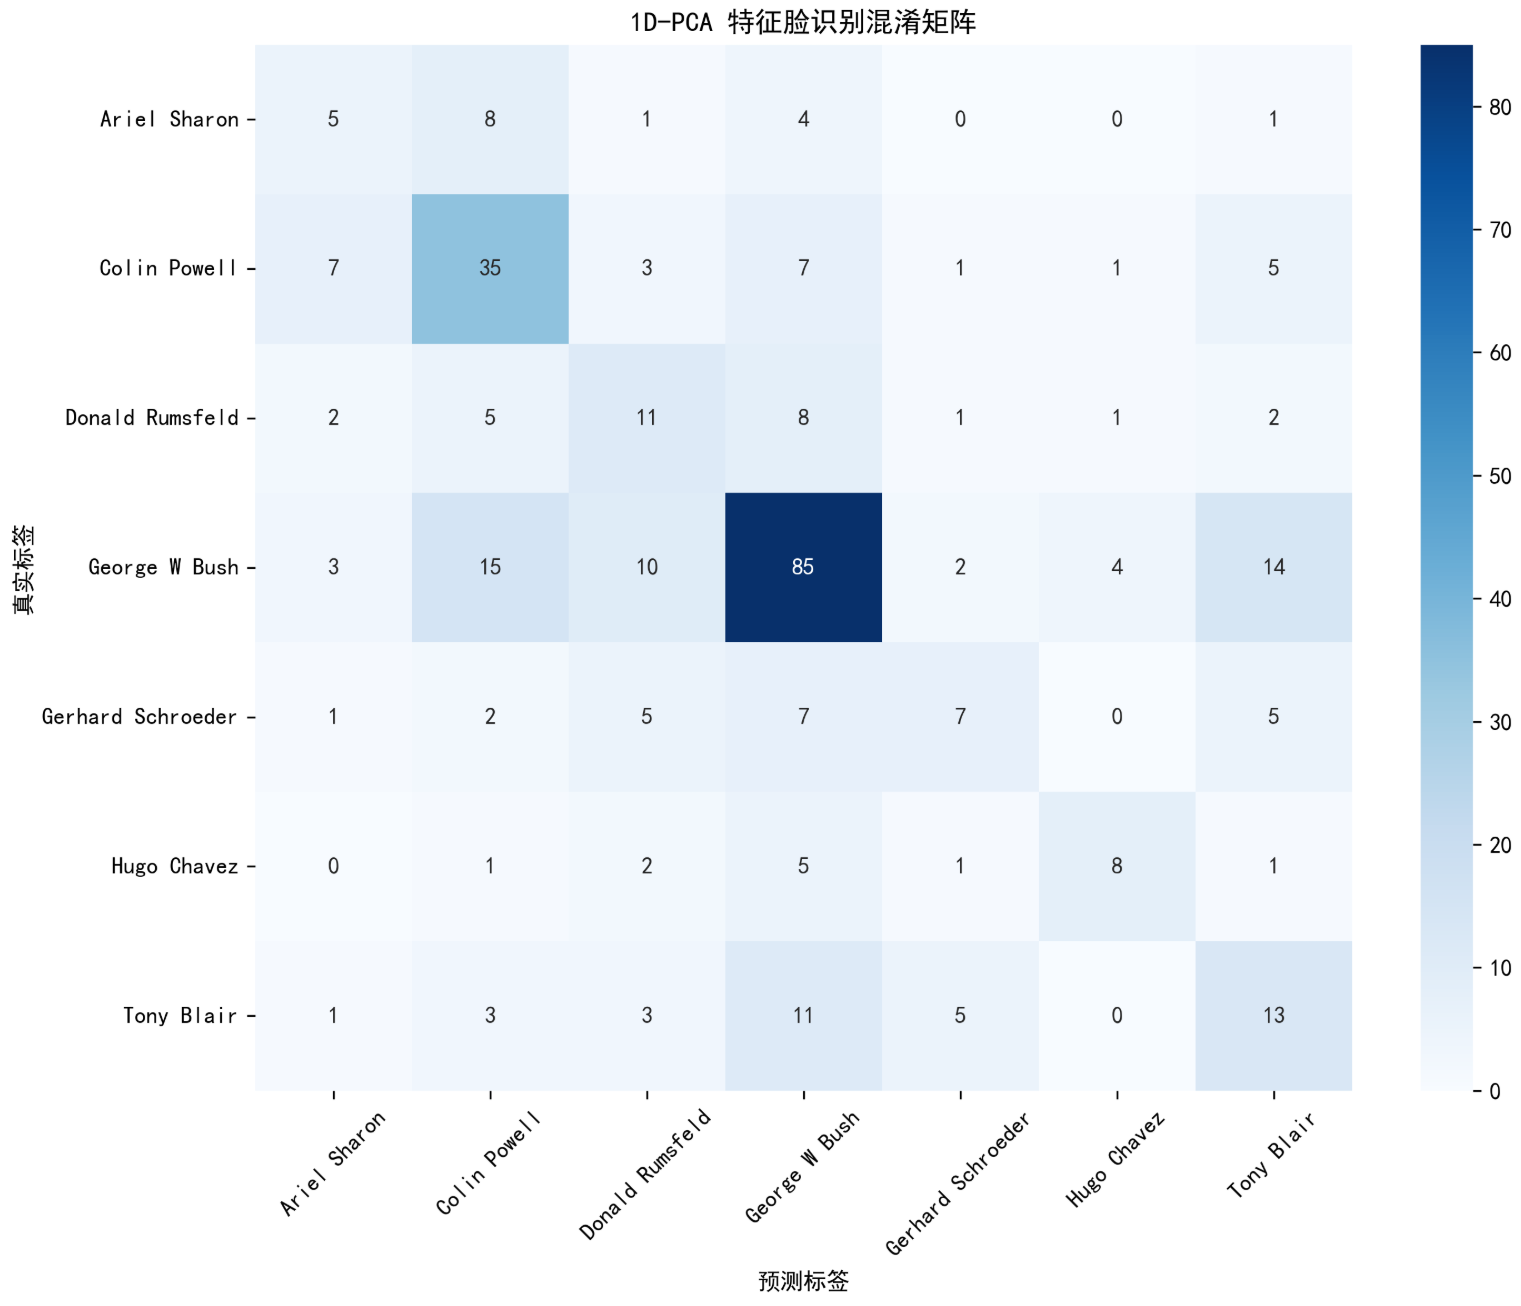 1D-PCA 特征脸识别混淆矩阵
真实标签
Ariel Sharon 5 8 1 4 0 0 1
Colin Powell 7 35 3 7 1 1 5
Donald Rumsfeld 2 5 11 8 1 1 2
George W Bush 3 15 10 85 2 4 14
Gerhard Schroeder 1 2 5 7 7 0 5
Hugo Chavez 0 1 2 5 1 8 1
Tony Blair 1 3 3 11 5 0 13
Ariel Sharon
Colin Powell
Donald Rumsfeld
George W Bush
Gerhard Schroeder
Hugo Chavez
Tony Blair
预测标签
80
70
60
50
40
30
20
10
0